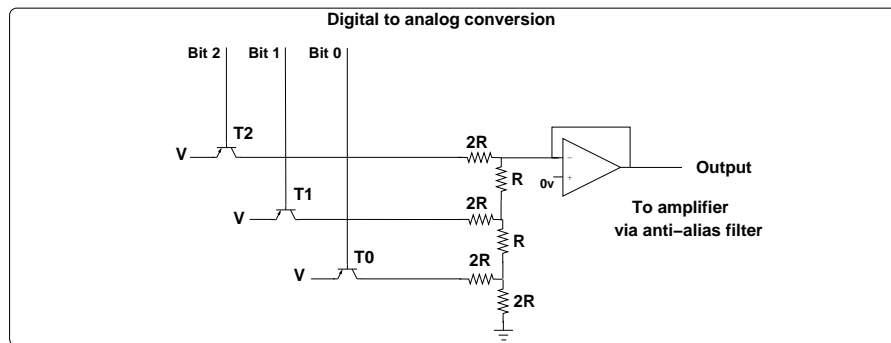 Digital to analog conversion
Bit 2 Bit 1 Bit 0
T2
V
2R
R
Output
0v
T1
V
2R
To amplifier
via anti–alias filter
R
T0
V
2R
2R